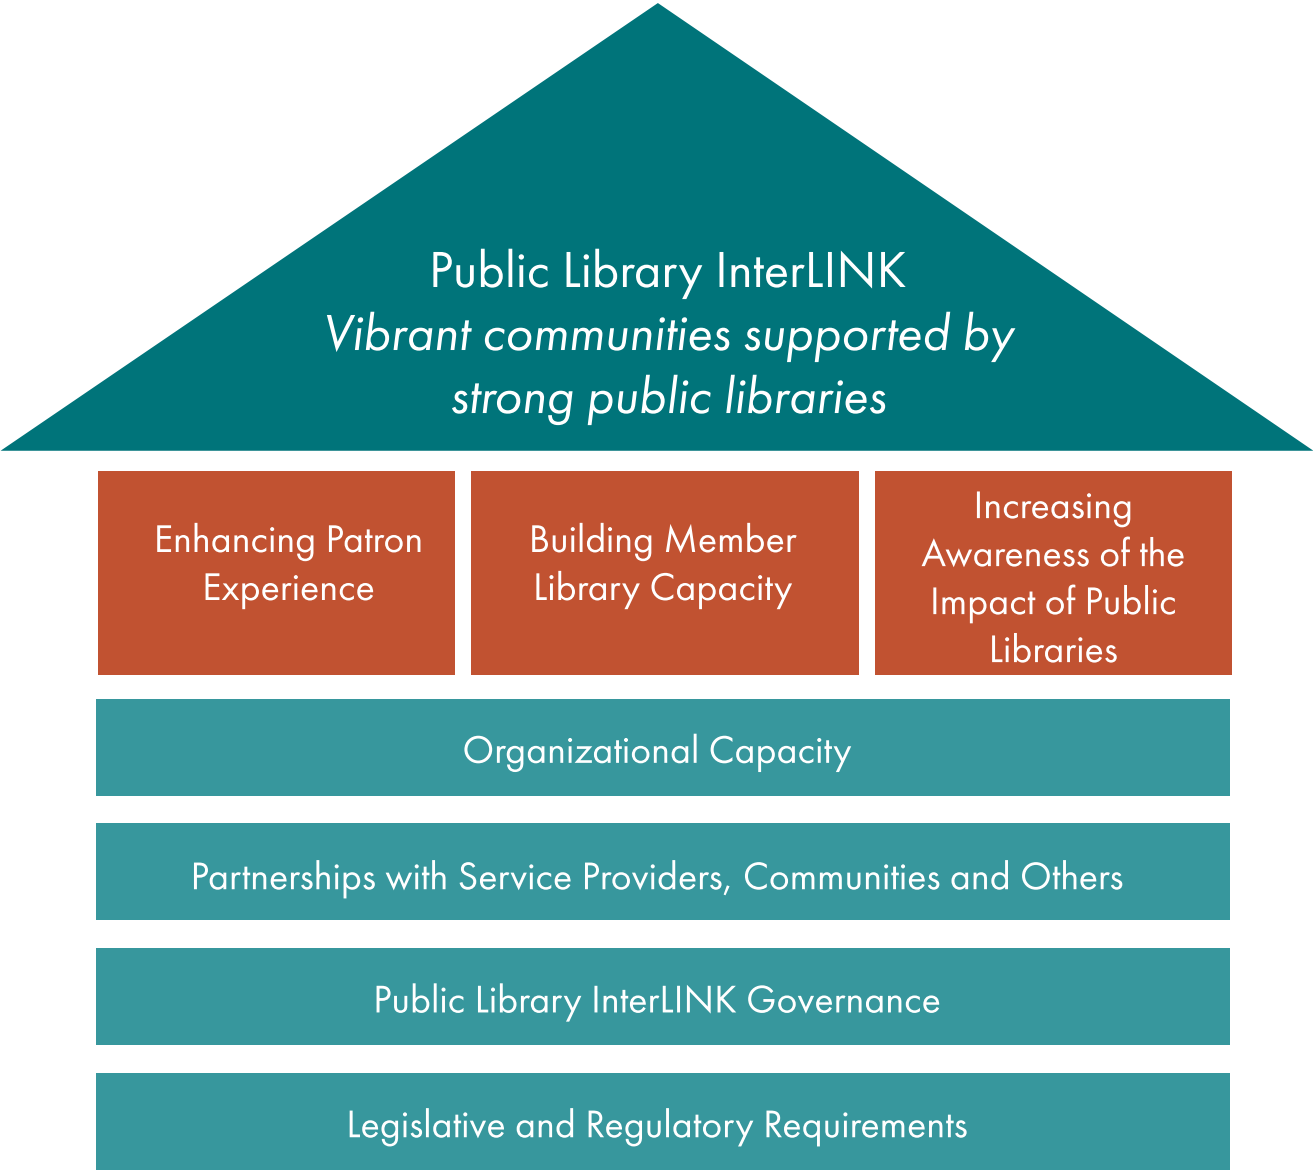 Public Library InterLINK
Vibrant communities supported by
strong public libraries
Enhancing Patron
Experience
Building Member
Library Capacity
Increasing
Awareness of the
Impact of Public
Libraries
Organizational Capacity
Partnerships with Service Providers, Communities and Others
Public Library InterLINK Governance
Legislative and Regulatory Requirements